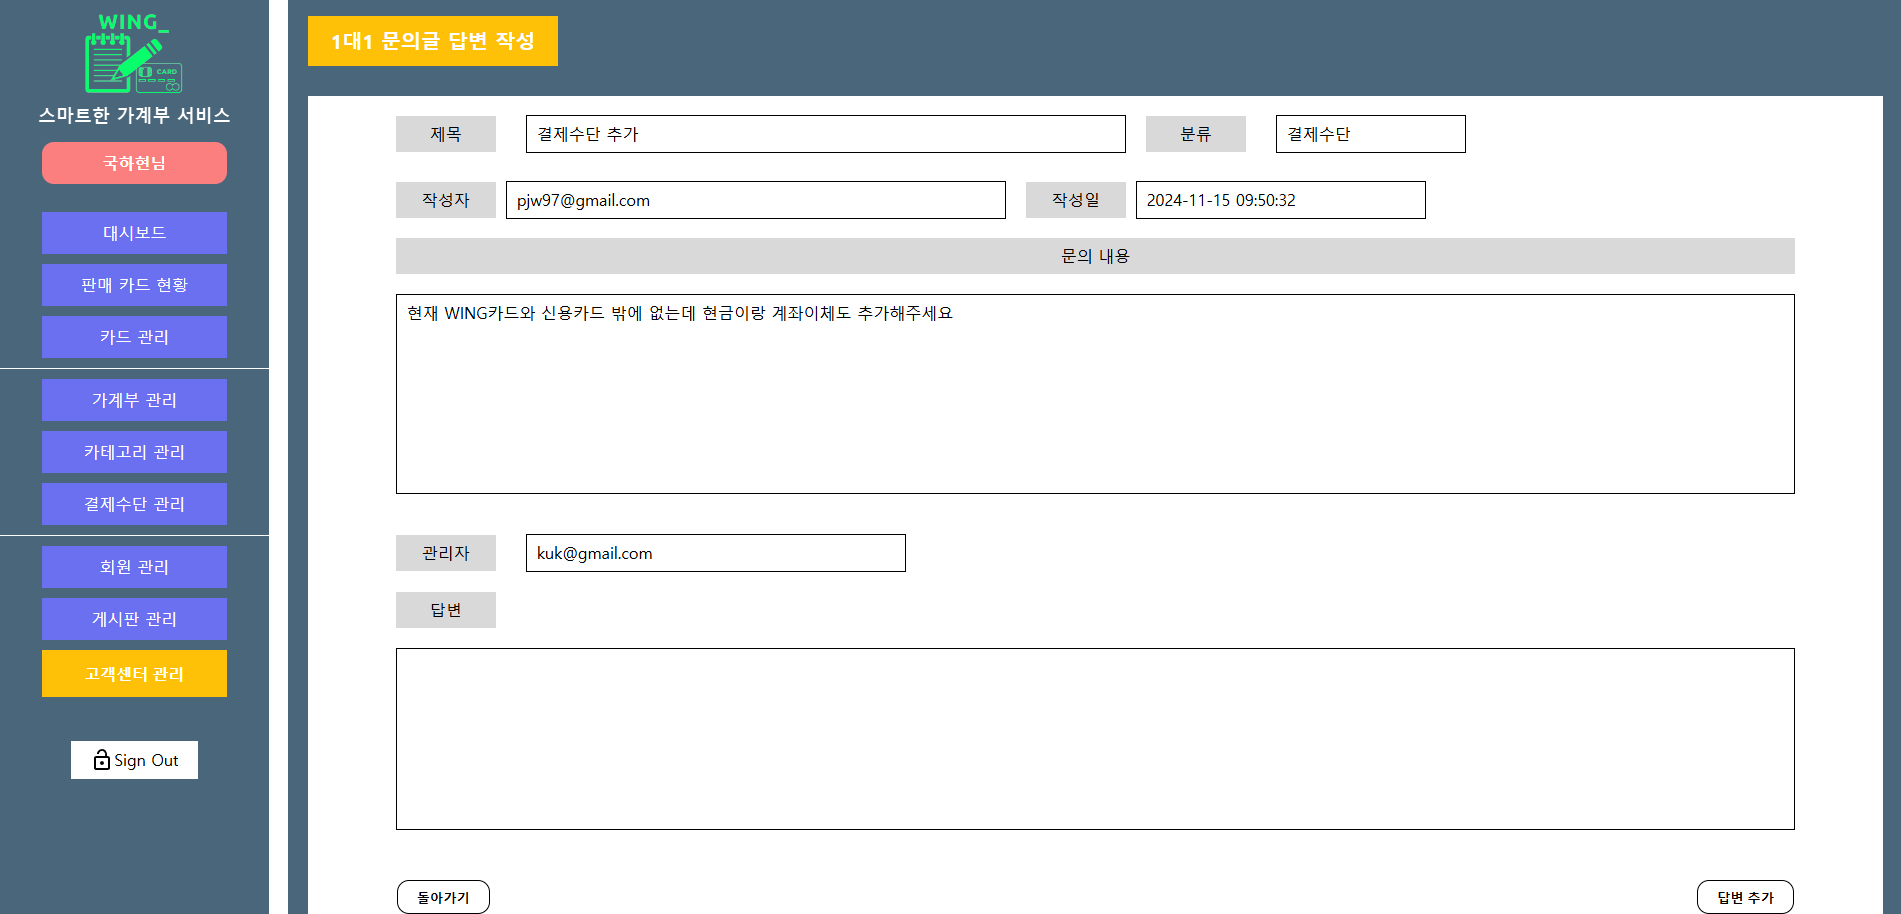 WING_
CARD
스마트한 가계부 서비스
국하현님
대시보드
판매 카드 현황
카드 관리
가계부 관리
카테고리 관리
결제수단 관리
회원 관리
게시판 관리
고객센터 관리
Sign Out
1대1 문의글 답변 작성
제목 결제수단 추가 분류 결제수단
작성자 pjw97@gmail.com 작성일 2024-11-15 09:50:32
문의 내용
현재 WING카드와 신용카드 밖에 없는데 현금이랑 계좌이체도 추가해주세요
관리자 kuk@gmail.com
답변
돌아가기 답변 추가